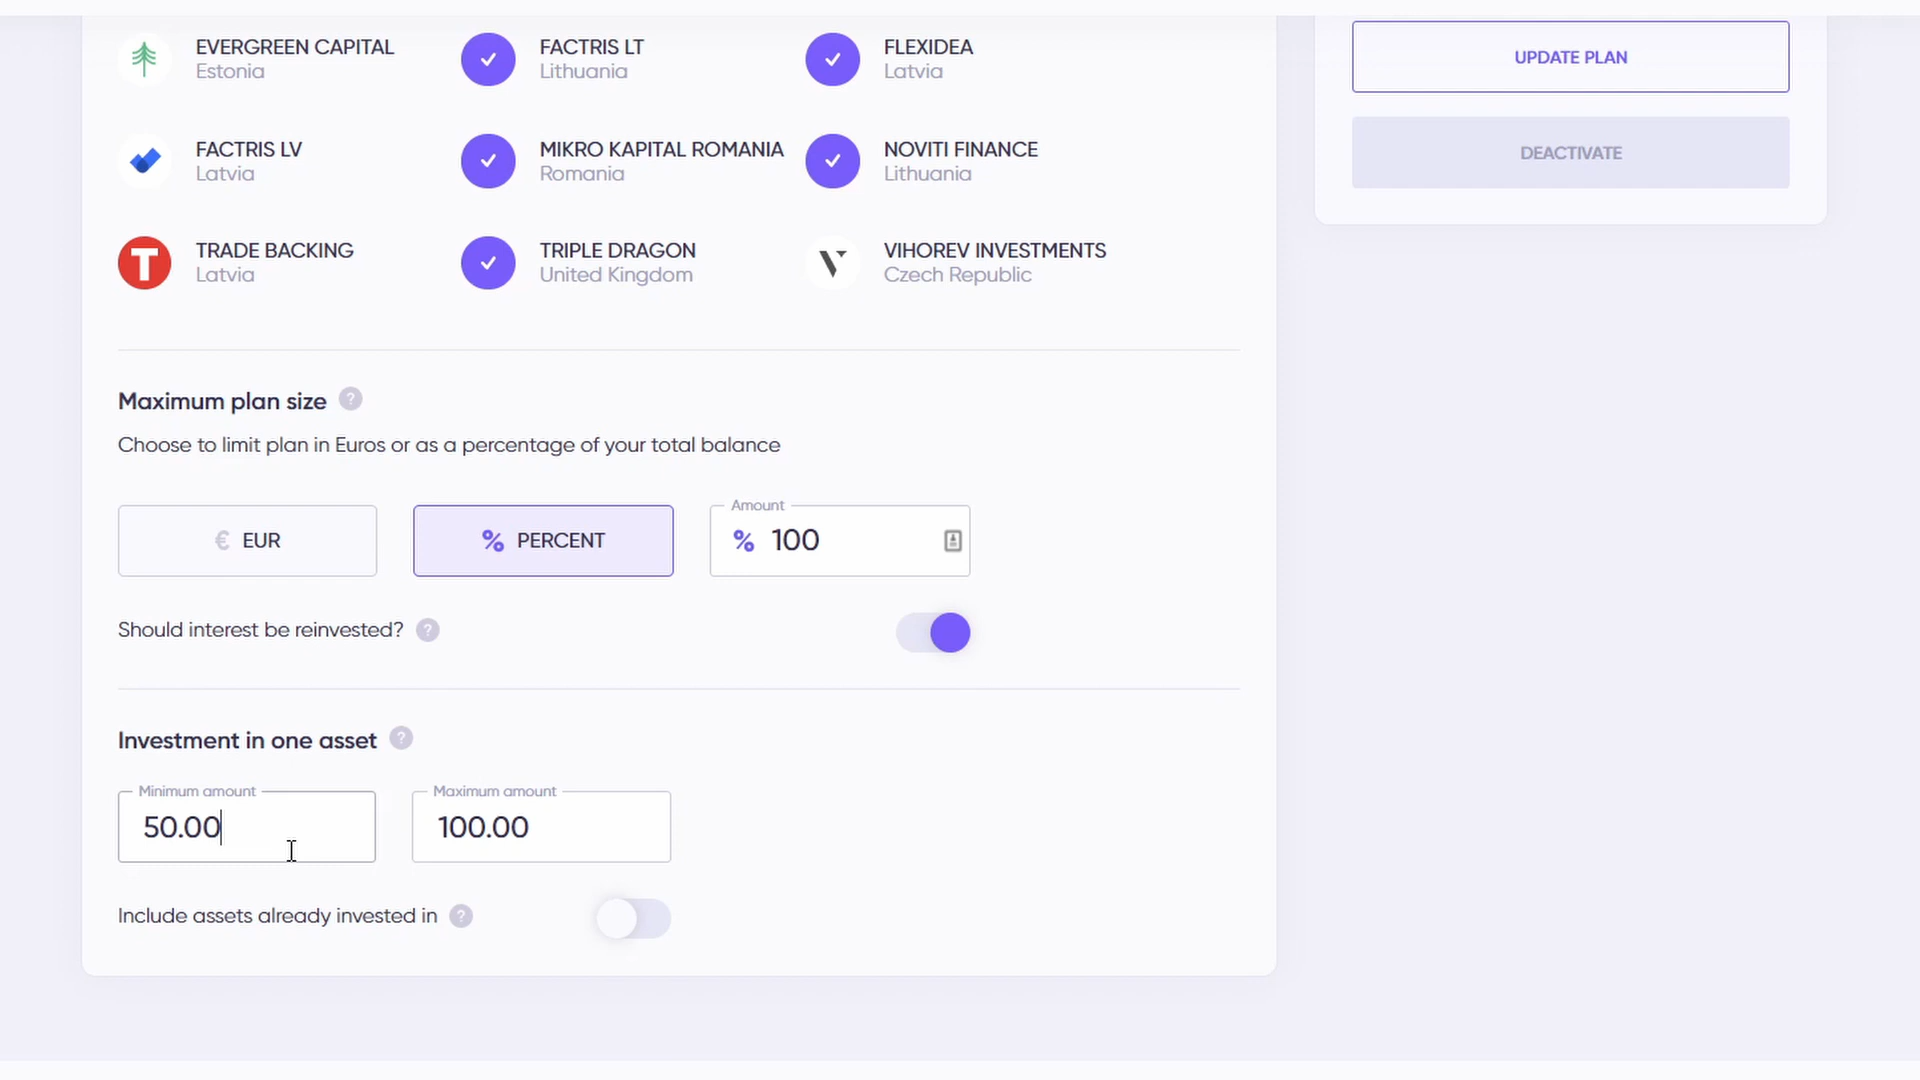 EVERGREEN CAPITAL
Estonia
FACTRIS LT
Lithuania
FLEXIDEA
Latvia
UPDATE PLAN
FACTRIS LV
Latvia
MIKRO KAPITAL ROMANIA
Romania
NOVITI FINANCE
Lithuania
DEACTIVATE
T
TRADE BACKING
Latvia
TRIPLE DRAGON
United Kingdom
V
VIHOREV INVESTMENTS
Czech Republic
Maximum plan size ?
Choose to limit plan in Euros or as a percentage of your total balance
€ EUR
% PERCENT
Amount
% 100
Should interest be reinvested? ?
Investment in one asset ?
Minimum amount
50.00
Maximum amount
100.00
Include assets already invested in ?